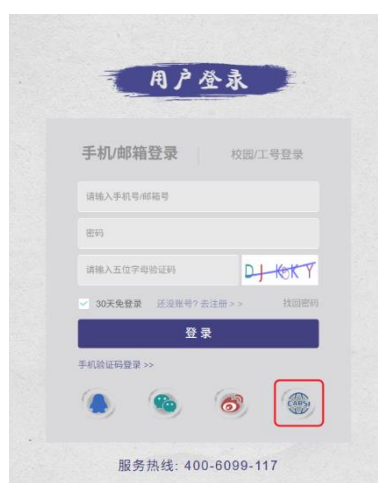 用户登录
手机/邮箱登录 校园/工号登录
请输入手机号/邮箱号
密码
请输入五位字母验证码 DJKKY
30天免登录 还没账号?去注册>> 找回密码
登录
手机验证码登录 >>
CARSI
服务热线: 400-6099-117